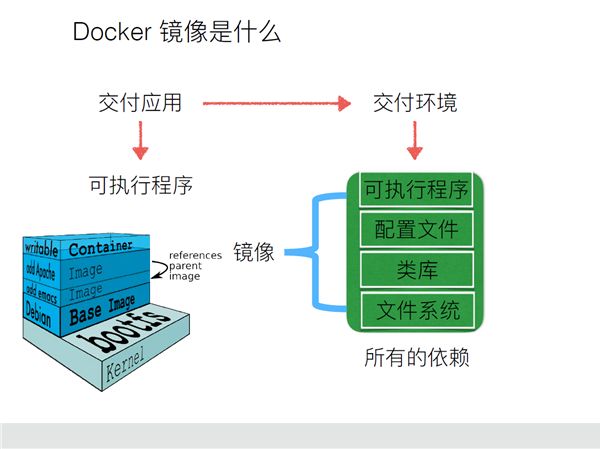 Docker 镜像是什么
交付应用
交付环境
可执行程序
可执行程序
配置文件
类库
文件系统
镜像
所有的依赖
writable Container
add Apache Image
add emacs Image
Debian Base Image
references
parent
image
bootfs
Kernel